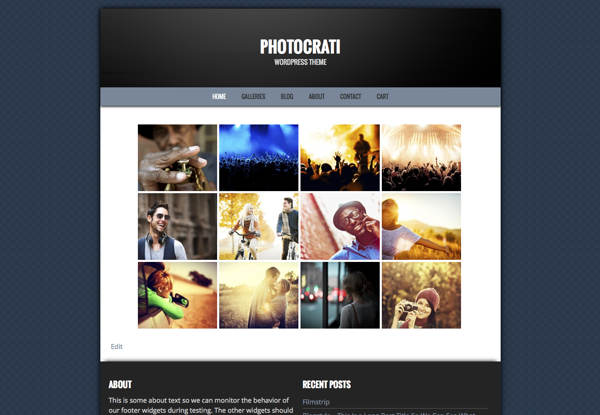 PHOTOCRATI
WORDPRESS THEME
HOME GALLERIES BLOG ABOUT CONTACT CART
Edit
ABOUT
This is some about text so we can monitor the behavior of
our footer widgets during testing. The other widgets should
RECENT POSTS
Filmstrip